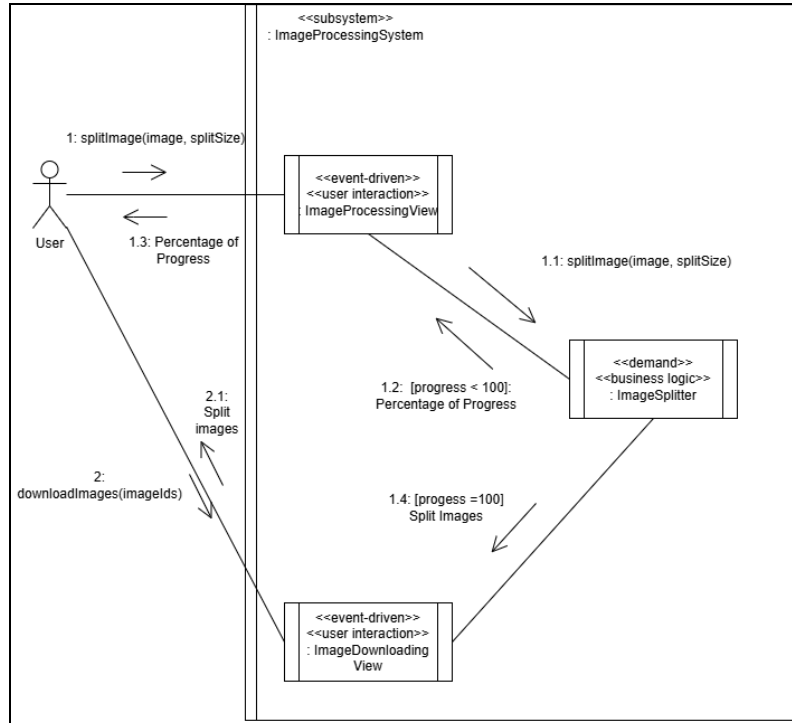 <<subsystem>>
: ImageProcessingSystem
1: splitImage(image, splitSize)
<<event-driven>>
<<user interaction>>
: ImageProcessingView
User
1.3: Percentage of
Progress
1.1: splitImage(image, splitSize)
<<demand>>
<<business logic>>
: ImageSplitter
1.2:  [progress < 100]:
Percentage of Progress
2.1:
Split
images
2:
downloadImages(imageIds)
1.4: [progess =100]
Split Images
<<event-driven>>
<<user interaction>>
: ImageDownloading
View